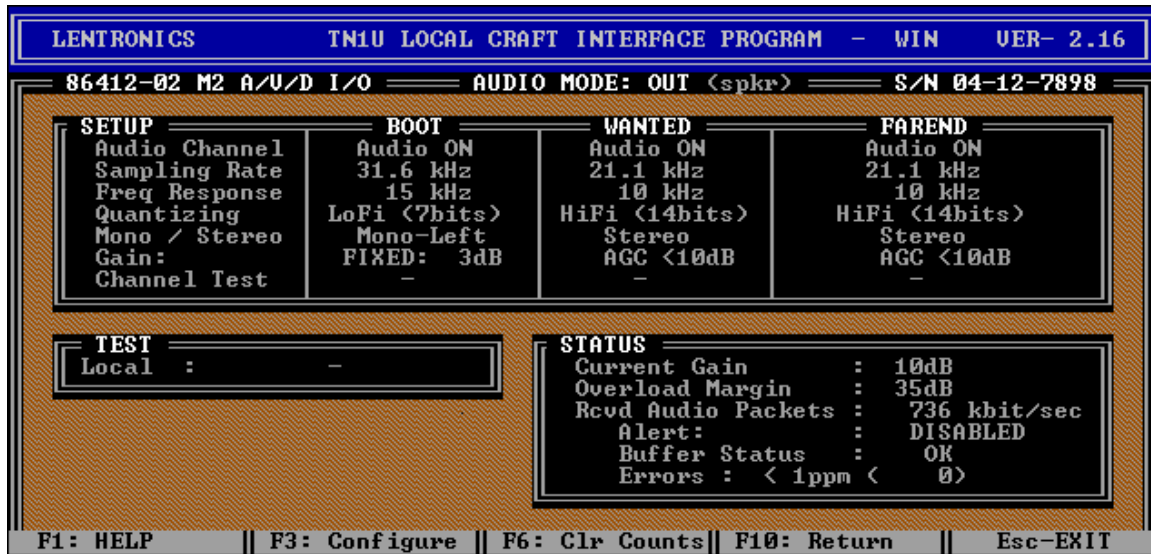 LENTRONICS TN1U LOCAL CRAFT INTERFACE PROGRAM - WIN VER- 2.16
86412-02 M2 A/V/D I/O AUDIO MODE: OUT (spkr) S/N 04-12-7898
SETUP BOOT WANTED FAREND
Audio Channel Audio ON Audio ON Audio ON
Sampling Rate 31.6 kHz 21.1 kHz 21.1 kHz
Freq Response 15 kHz 10 kHz 10 kHz
Quantizing LoFi (7bits) HiFi (14bits) HiFi (14bits)
Mono / Stereo Mono-Left Stereo Stereo
Gain: FIXED: 3dB AGC <10dB AGC <10dB
Channel Test - - -
TEST
Local : -
STATUS
Current Gain : 10dB
Overload Margin : 35dB
Rcvd Audio Packets : 736 kbit/sec
Alert: : DISABLED
Buffer Status : OK
Errors : < 1ppm ( 0)
F1: HELP F3: Configure F6: Clr Counts F10: Return Esc-EXIT